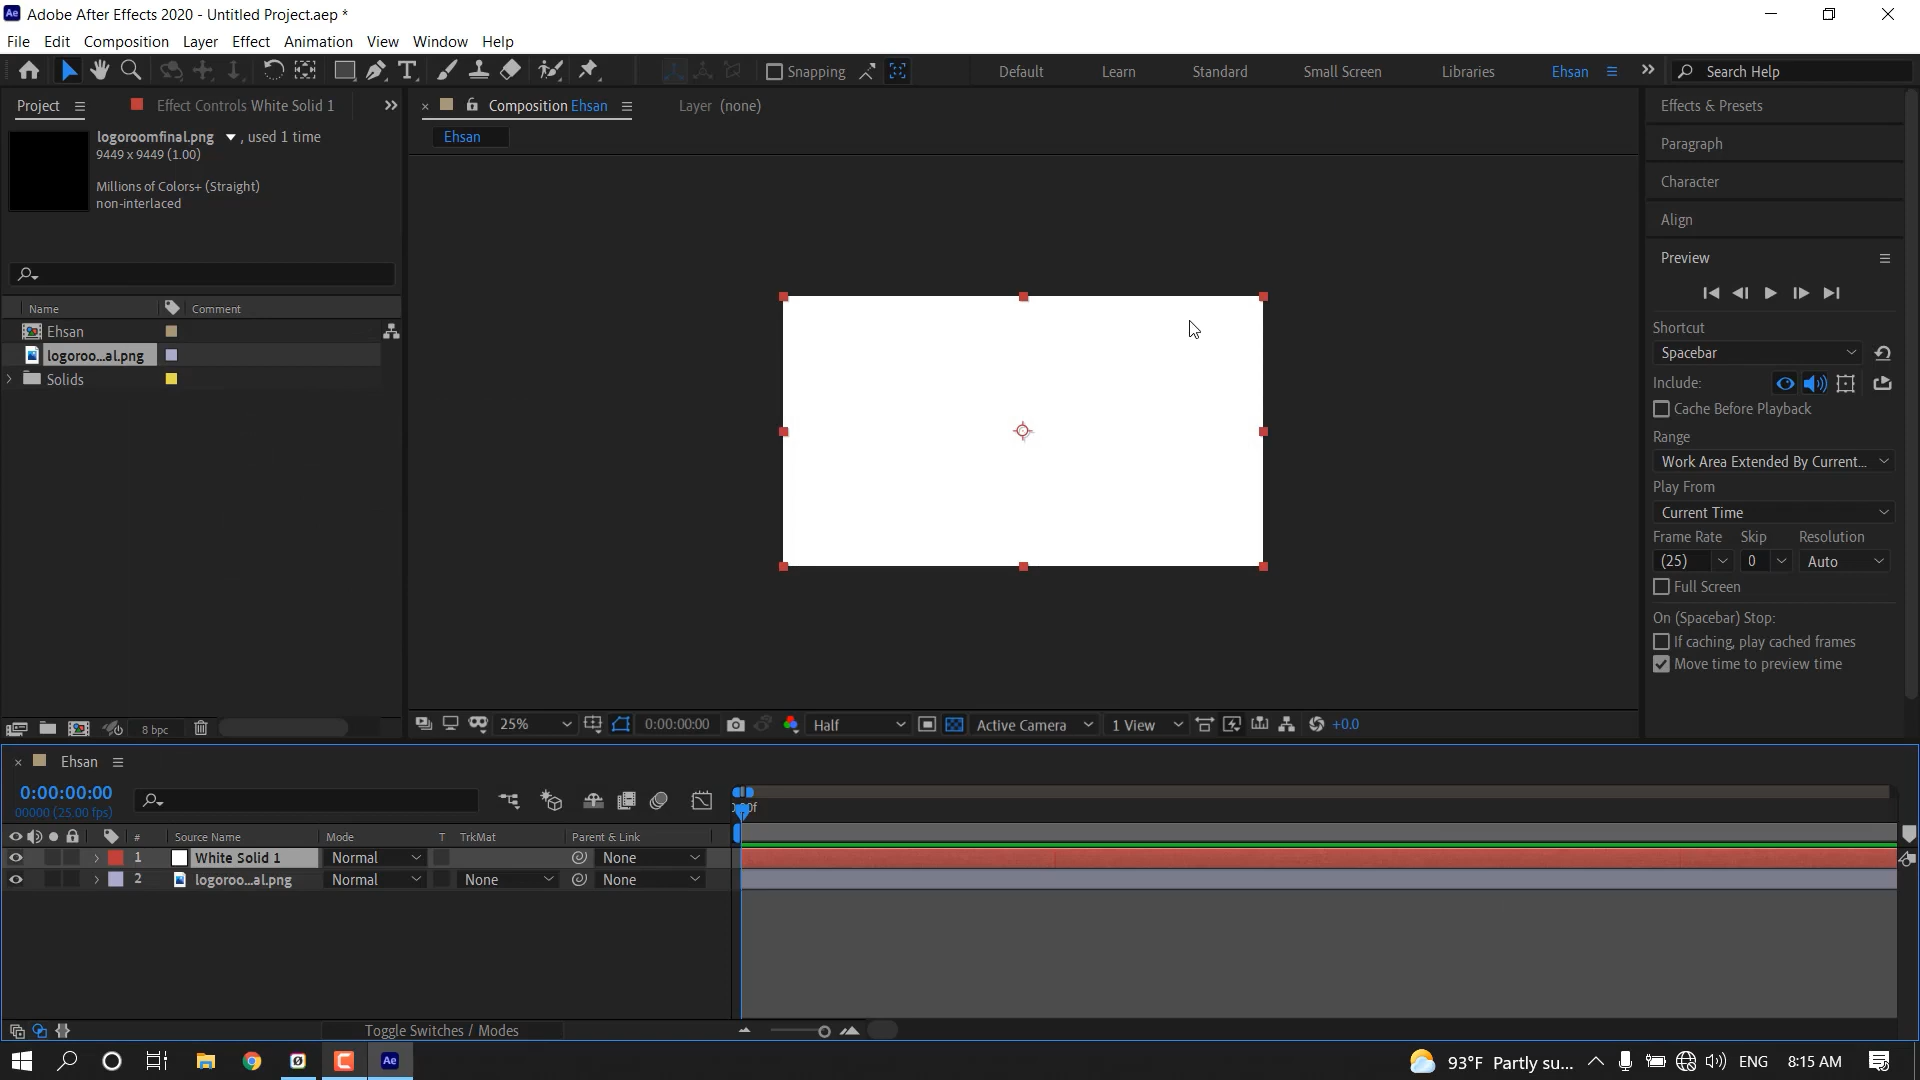 Adobe After Effects 2020 - Untitled Project.aep *
File Edit Composition Layer Effect Animation View Window Help
Snapping Default Learn Standard Small Screen Libraries Ehsan Search Help
Project Effect Controls White Solid 1
Composition Ehsan Layer (none)
Ehsan
logoroomfinal.png , used 1 time
9449 x 9449 (1.00)
Millions of Colors+ (Straight)
non-interlaced
Name Comment
Ehsan
logoroo...al.png
Solids
8 bpc
Effects & Presets
Paragraph
Character
Align
Preview
Shortcut
Spacebar
Include:
Cache Before Playback
Range
Work Area Extended By Current...
Play From
Current Time
Frame Rate Skip Resolution
(25) 0 Auto
Full Screen
On (Spacebar) Stop:
If caching, play cached frames
Move time to preview time
25% 0:00:00:00 Half Active Camera 1 View +0.0
Ehsan
0:00:00:00
00000 (25.00 fps)
# Source Name Mode T TrkMat Parent & Link
1 White Solid 1 Normal None
2 logoroo...al.png Normal None None
Toggle Switches / Modes
Ae 93°F Partly su... ENG 8:15 AM